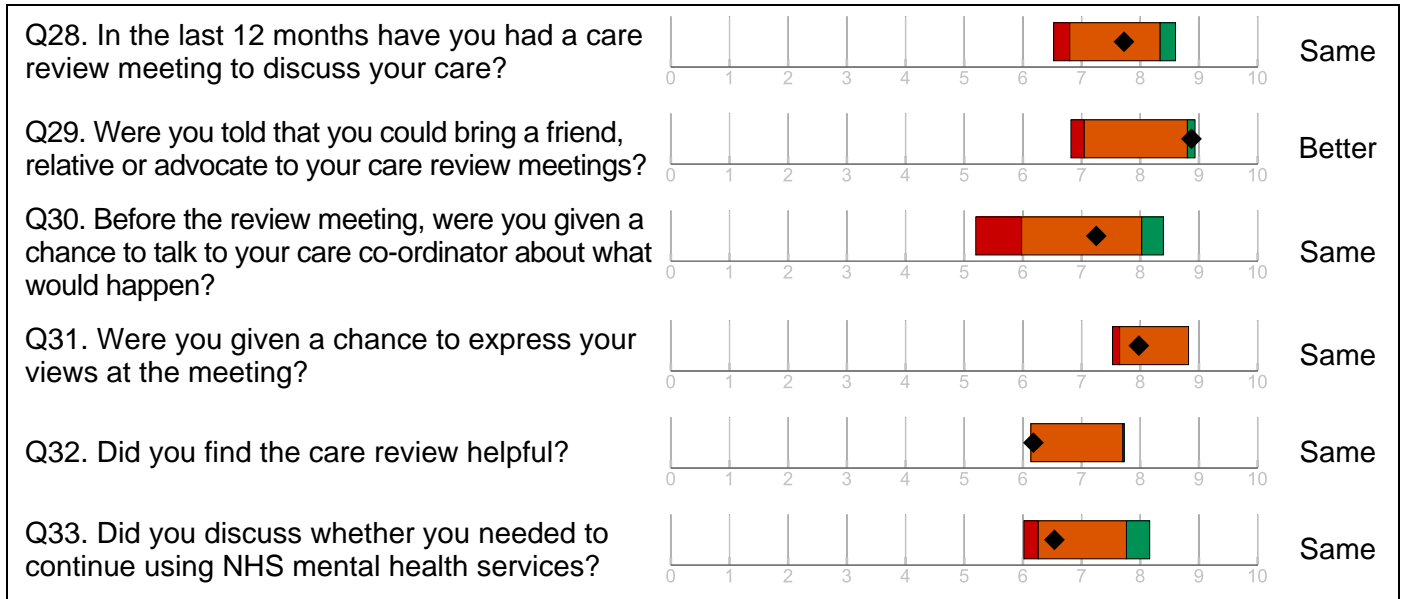 Q28. In the last 12 months have you had a care
review meeting to discuss your care?
0 1 2 3 4 5 6 7 8 9 10
Same
Q29. Were you told that you could bring a friend,
relative or advocate to your care review meetings?
0 1 2 3 4 5 6 7 8 9 10
Better
Q30. Before the review meeting, were you given a
chance to talk to your care co-ordinator about what
would happen?
0 1 2 3 4 5 6 7 8 9 10
Same
Q31. Were you given a chance to express your
views at the meeting?
0 1 2 3 4 5 6 7 8 9 10
Same
Q32. Did you find the care review helpful?
0 1 2 3 4 5 6 7 8 9 10
Same
Q33. Did you discuss whether you needed to
continue using NHS mental health services?
0 1 2 3 4 5 6 7 8 9 10
Same